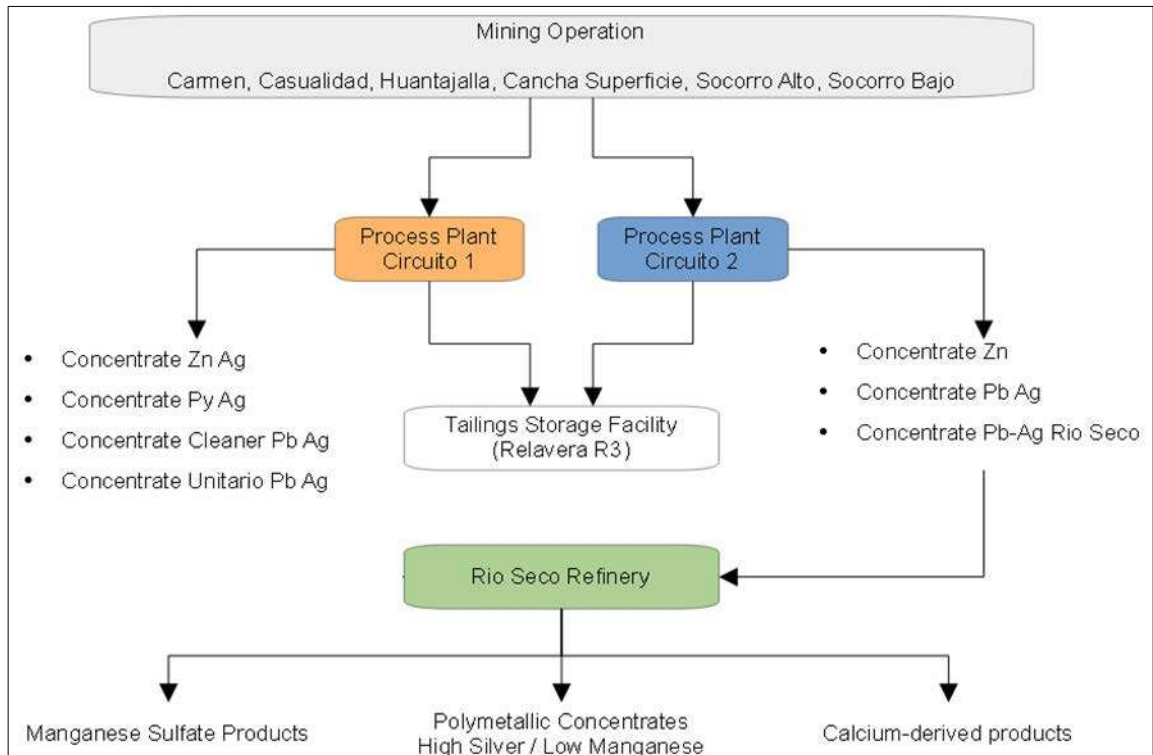 Mining Operation
Carmen, Casualidad, Huantajalla, Cancha Superficie, Socorro Alto, Socorro Bajo
Process Plant
Circuito 1
Process Plant
Circuito 2
• Concentrate Zn Ag
• Concentrate Py Ag
• Concentrate Cleaner Pb Ag
• Concentrate Unitario Pb Ag
Tailings Storage Facility
(Relavera R3)
• Concentrate Zn
• Concentrate Pb Ag
• Concentrate Pb-Ag Rio Seco
Rio Seco Refinery
Manganese Sulfate Products
Polymetallic Concentrates
High Silver / Low Manganese
Calcium-derived products